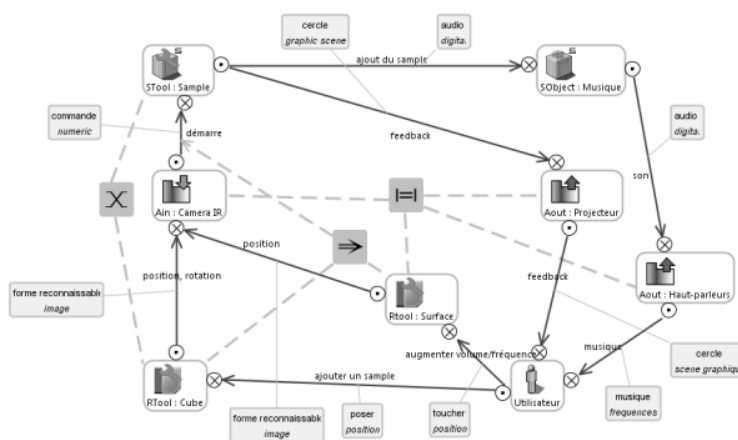 cercle
graphic scene
audio
digita.
S
STool : Sample
ajout du sample
S
SObject : Musique
commande
numeric
démarre
feedback
audio
digita.
son
Ain : Camera IR
Aout : Projecteur
position
position, rotation
feedback
forme reconnaissable
image
Rtool : Surface
Aout : Haut-parleurs
augmenter volume/fréquence
musique
cercle
scene graphique
ajouter un sample
RTool : Cube
Utilisateur
forme reconnaissable
image
poser
position
toucher
position
musique
frequences